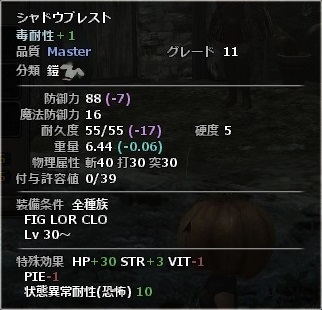 シャドウブレスト
毒耐性+1
品質 Master グレード 11
分類 鎧
防御力 88 (-7)
魔法防御力 16
耐久度 55/55 (-17) 硬度 5
重量 6.44 (-0.06)
物理属性 斬40 打30 突30
付与許容値 0/39
装備条件 全種族
FIG LOR CLO
Lv 30～
特殊効果 HP+30 STR+3 VIT-1
PIE-1
状態異常耐性(恐怖) 10